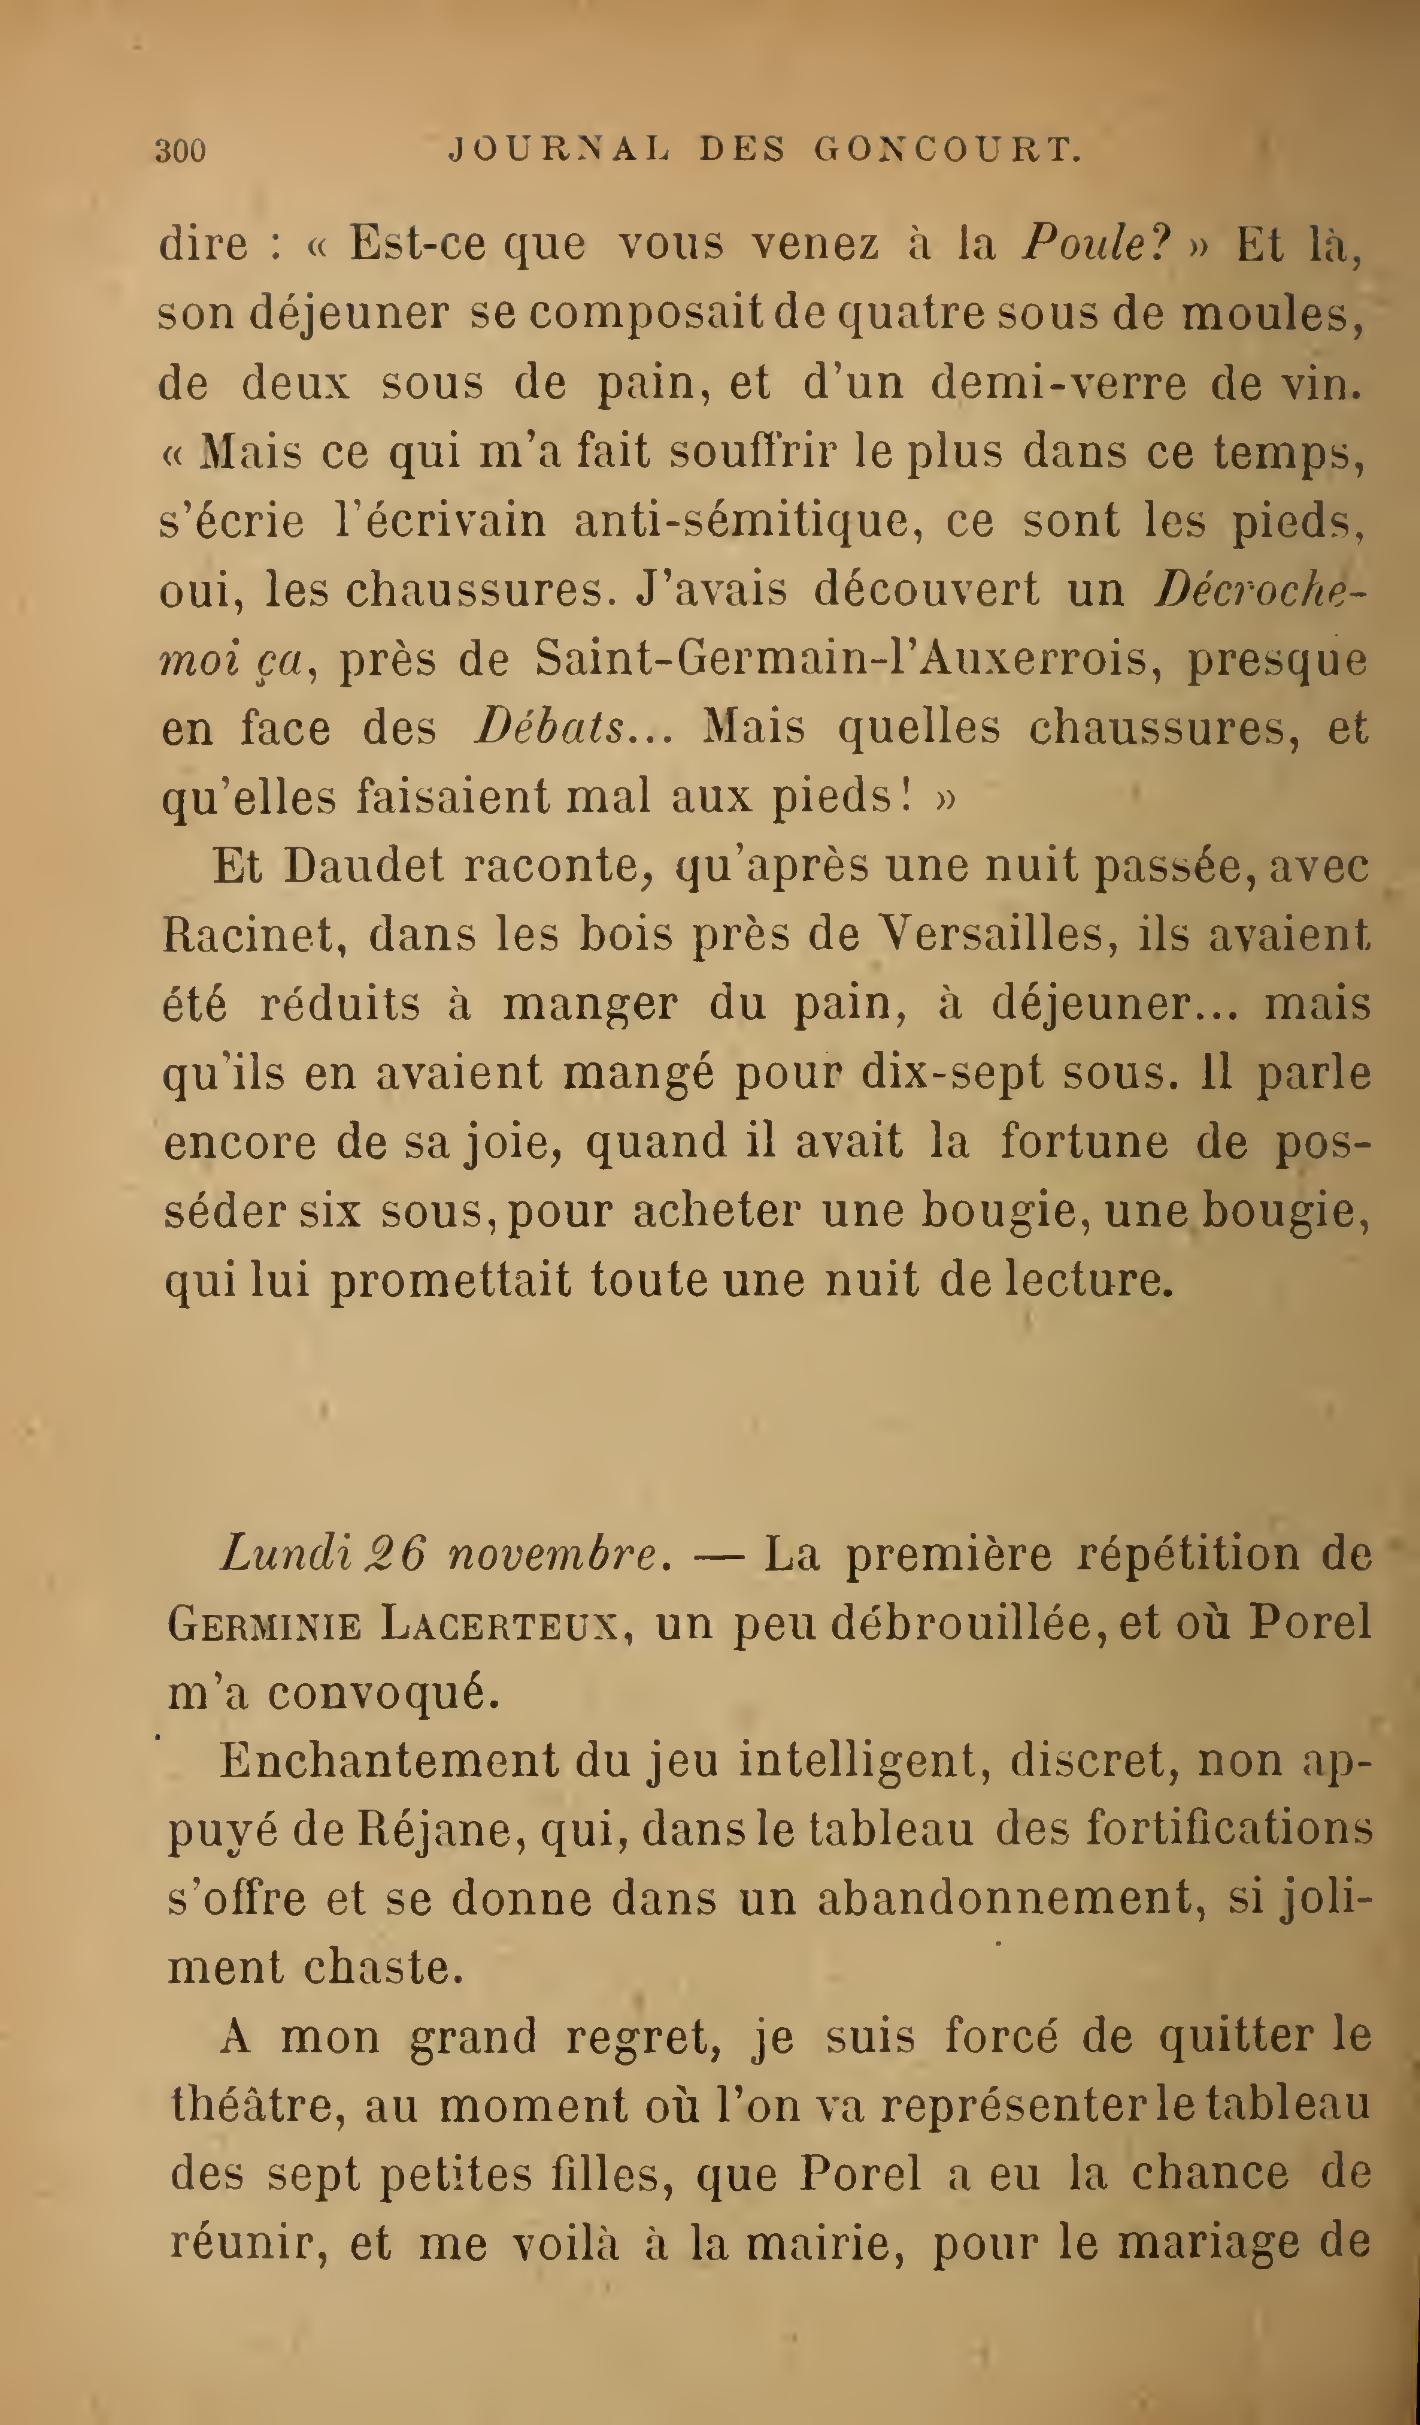 300 JOURNAL DES GONCOURT.
dire : « Est-ce que vous venez à la Poule? » Et là,
son déjeuner se composait de quatre sous de moules,
de deux sous de pain, et d'un demi-verre de vin.
« Mais ce qui m'a fait souffrir le plus dans ce temps,
s'écrie l'écrivain anti-sémitique, ce sont les pieds,
oui, les chaussures. J'avais découvert un Décroche-
moi ça, près de Saint-Germain-l'Auxerrois, presque
en face des Débats... Mais quelles chaussures, et
qu'elles faisaient mal aux pieds! »
Et Daudet raconte, qu'après une nuit passée, avec
Racinet, dans les bois près de Versailles, ils avaient
été réduits à manger du pain, à déjeuner... mais
qu'ils en avaient mangé pour dix-sept sous. Il parle
encore de sa joie, quand il avait la fortune de pos-
séder six sous, pour acheter une bougie, une bougie,
qui lui promettait toute une nuit de lecture.
Lundi 26 novembre. — La première répétition de
GERMINIE LACERTEUX, un peu débrouillée, et où Porel
m'a convoqué.
Enchantement du jeu intelligent, discret, non ap-
puyé de Réjane, qui, dans le tableau des fortifications
s'offre et se donne dans un abandonnement, si joli-
ment chaste.
A mon grand regret, je suis forcé de quitter le
théâtre, au moment où l'on va représenter le tableau
des sept petites filles, que Porel a eu la chance de
réunir, et me voilà à la mairie, pour le mariage de